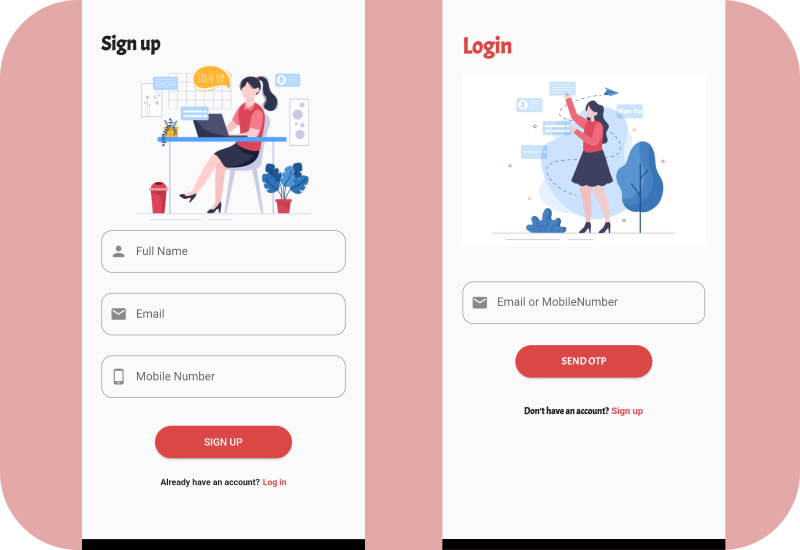 Sign up
SIGN UP
Full Name
Email
Mobile Number
SIGN UP
Already have an account? Log in
Login
Sign Up
Email or MobileNumber
SEND OTP
Don't have an account? Sign up